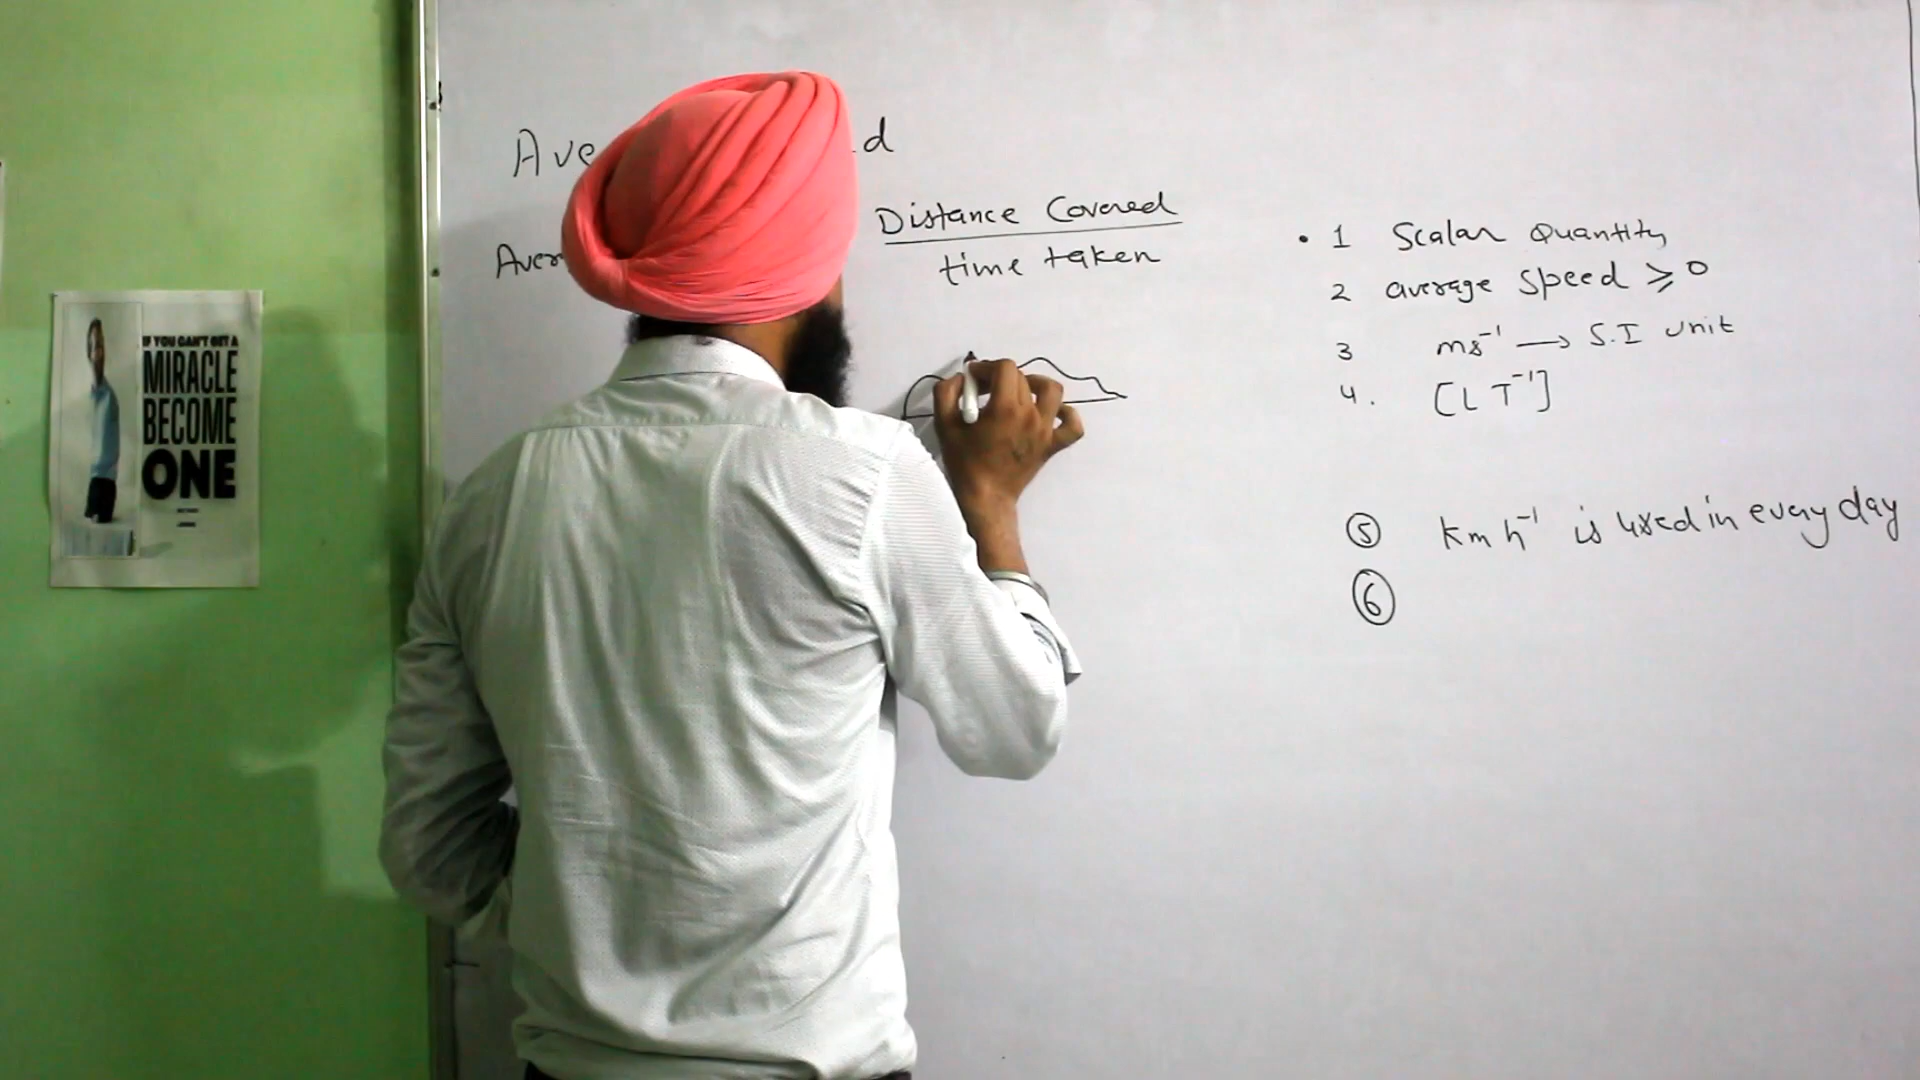 IF YOU CAN'T GET A
MIRACLE
BECOME
ONE
Ave d
Aver
Distance Covered
time taken
• 1 Scalar Quantity
2 average speed ⩾ 0
3 ms⁻¹ → S.I unit
4. [L T⁻¹]
⑤ Km h⁻¹ is used in every day
⑥